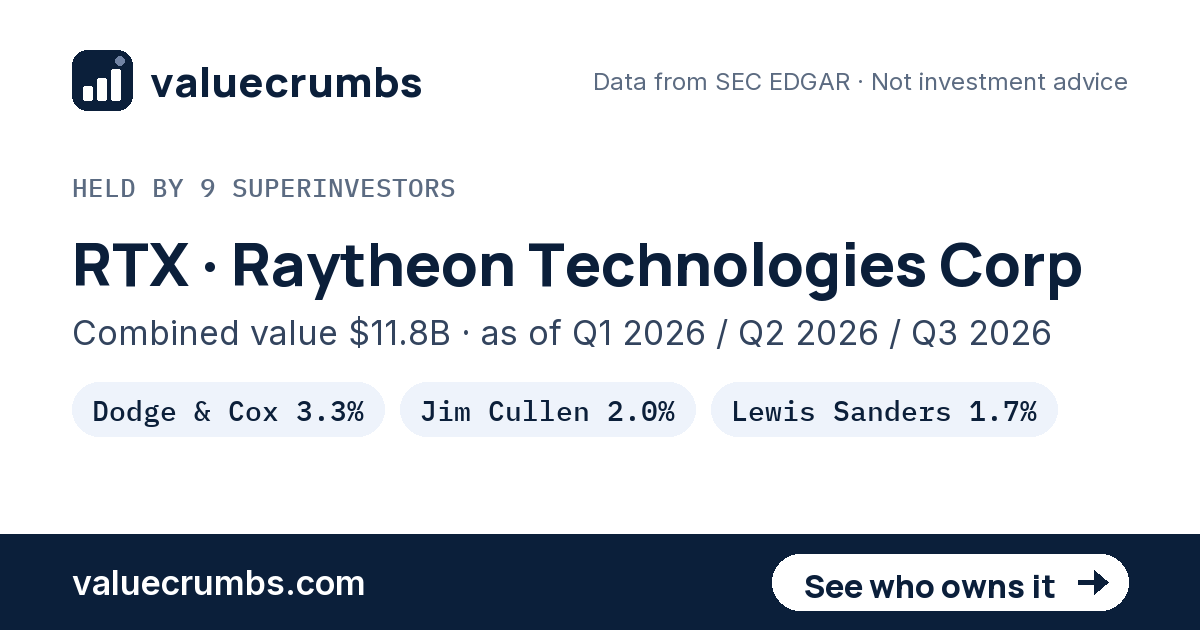 valuecrumbs
Data from SEC EDGAR · Not investment advice
HELD BY 9 SUPERINVESTORS
RTX · Raytheon Technologies Corp
Combined value $11.8B · as of Q1 2026 / Q2 2026 / Q3 2026
Dodge & Cox 3.3%
Jim Cullen 2.0%
Lewis Sanders 1.7%
valuecrumbs.com
See who owns it →